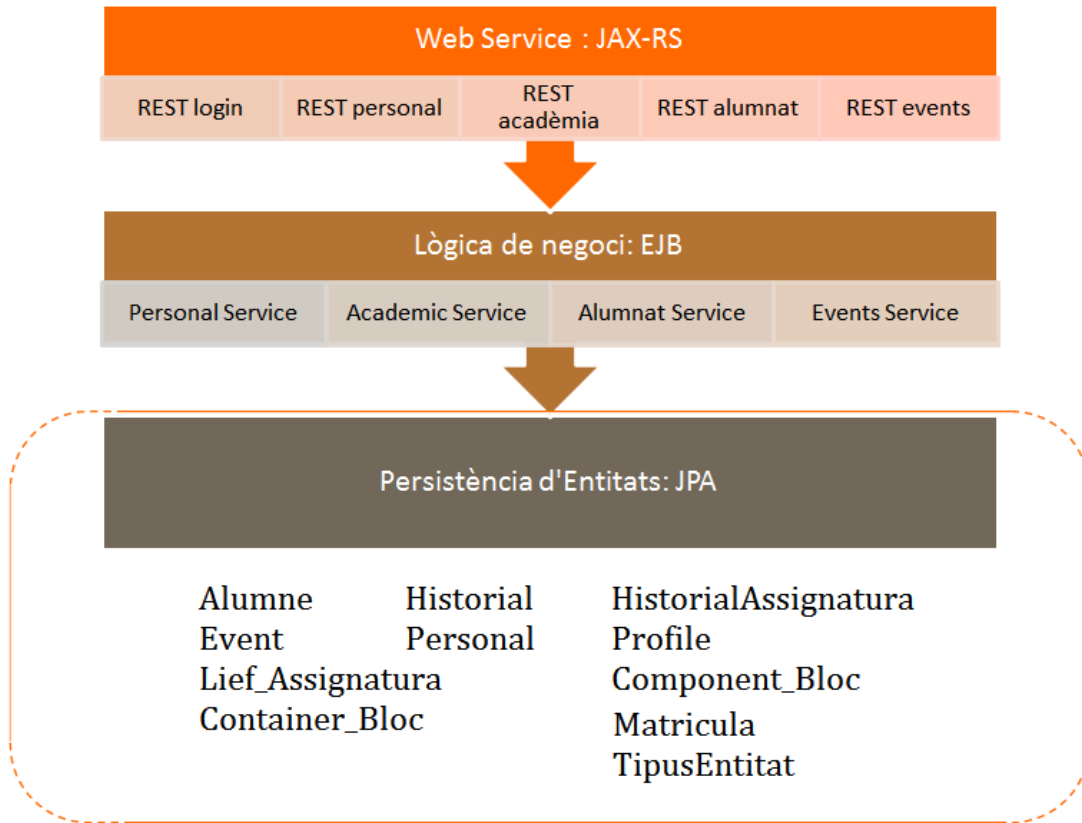 Web Service : JAX-RS
REST login
REST personal
REST
acadèmia
REST alumnat
REST events
Lògica de negoci: EJB
Personal Service
Academic Service
Alumnat Service
Events Service
Persistència d'Entitats: JPA
Alumne
Historial
HistorialAssignatura
Event
Personal
Profile
Lief_Assignatura
Component_Bloc
Container_Bloc
Matricula
TipusEntitat